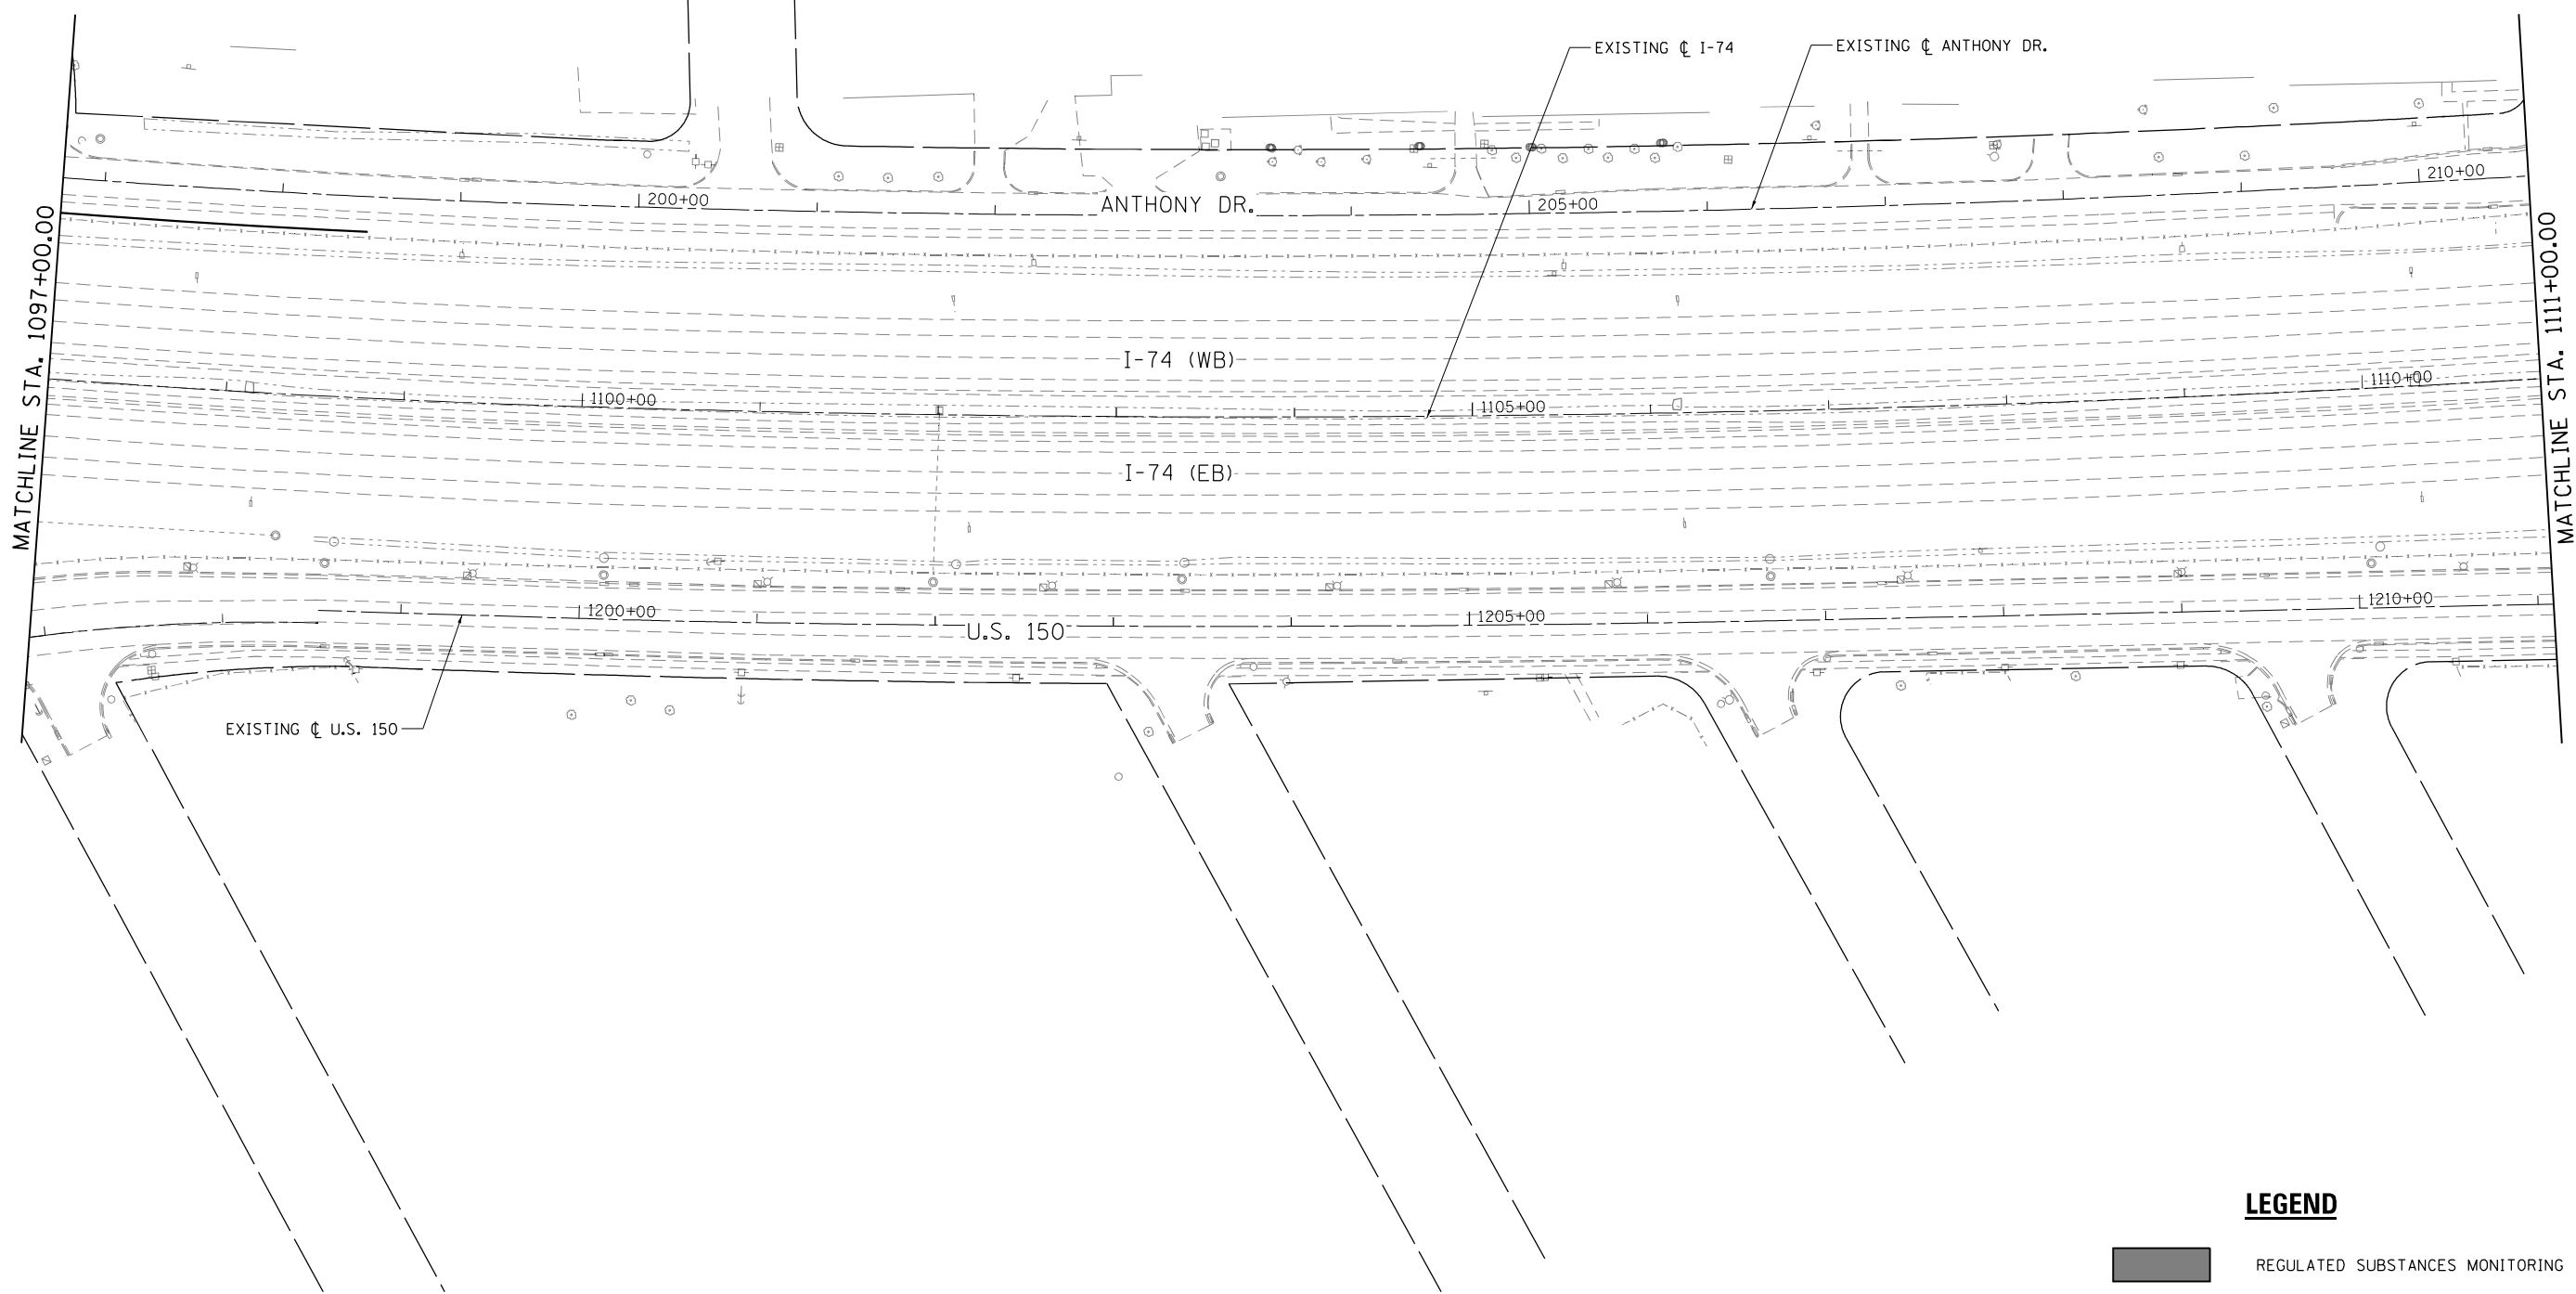 EXISTING ℄ I-74
EXISTING ℄ ANTHONY DR.
200+00
ANTHONY DR.
205+00
210+00
MATCHLINE STA. 1097+00.00
MATCHLINE STA. 1111+00.00
I-74 (WB)
1100+00
1105+00
1110+00
I-74 (EB)
1200+00
U.S. 150
1205+00
1210+00
EXISTING ℄ U.S. 150
LEGEND
REGULATED SUBSTANCES MONITORING